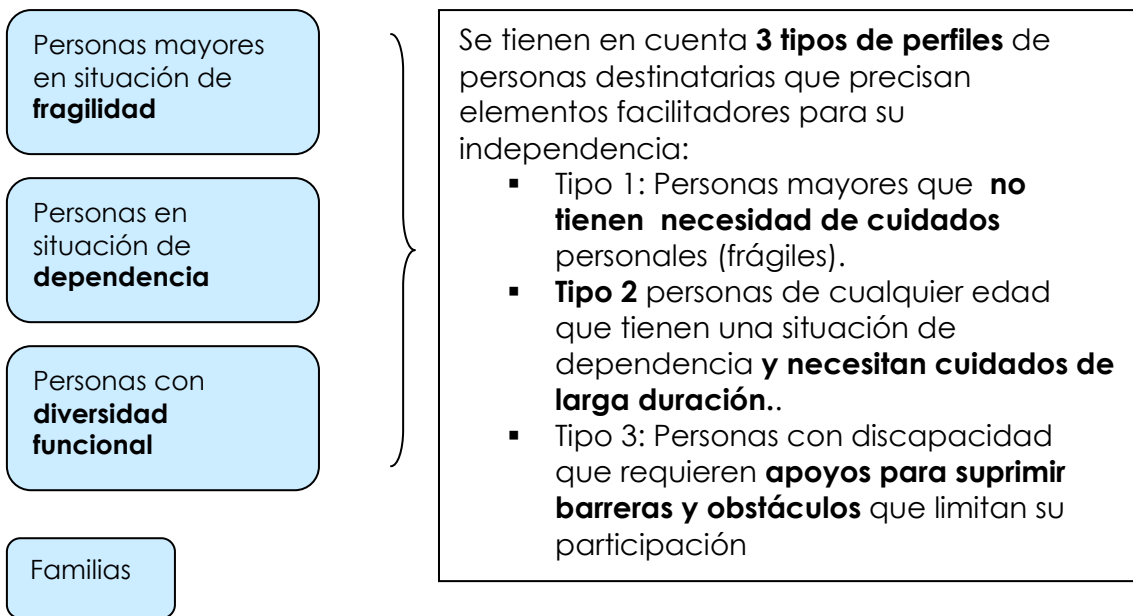 Personas mayores
en situación de
fragilidad
Personas en
situación de
dependencia
Personas con
diversidad
funcional
Familias
Se tienen en cuenta 3 tipos de perfiles de
personas destinatarias que precisan
elementos facilitadores para su
independencia:
▪ Tipo 1: Personas mayores que no
tienen necesidad de cuidados
personales (frágiles).
▪ Tipo 2 personas de cualquier edad
que tienen una situación de
dependencia y necesitan cuidados de
larga duración..
▪ Tipo 3: Personas con discapacidad
que requieren apoyos para suprimir
barreras y obstáculos que limitan su
participación